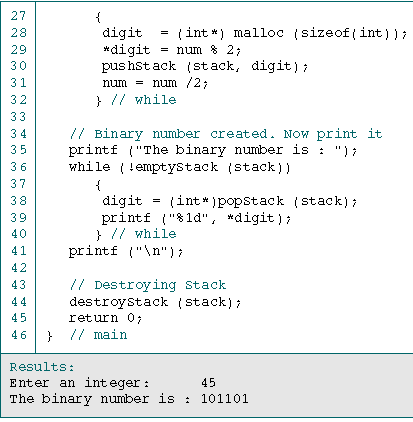 27 {
28 digit = (int*) malloc (sizeof(int));
29 *digit = num % 2;
30 pushStack (stack, digit);
31 num = num /2;
32 } // while
33
34 // Binary number created. Now print it
35 printf ("The binary number is : ");
36 while (!emptyStack (stack))
37 {
38 digit = (int*)popStack (stack);
39 printf ("%1d", *digit);
40 } // while
41 printf ("\n");
42
43 // Destroying Stack
44 destroyStack (stack);
45 return 0;
46 } // main
Results:
Enter an integer: 45
The binary number is : 101101